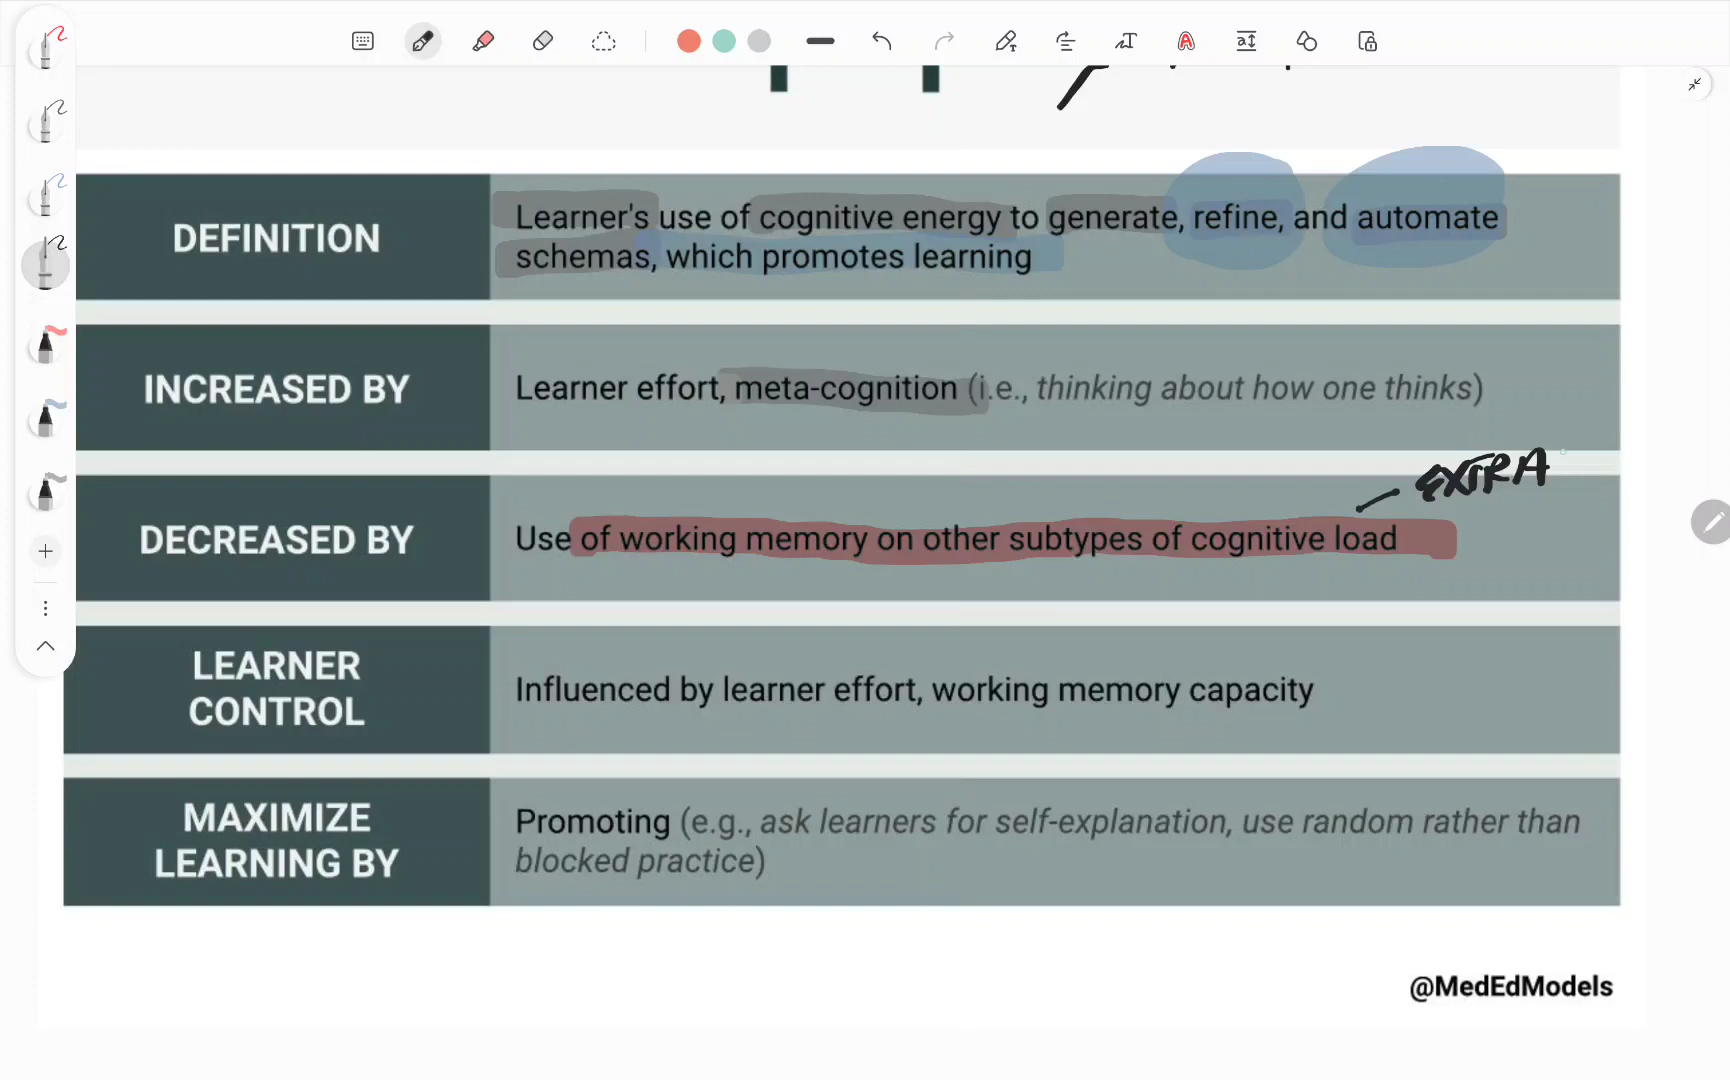 DEFINITION
Learner's use of cognitive energy to generate, refine, and automate
schemas, which promotes learning
INCREASED BY
Learner effort, meta-cognition (i.e., thinking about how one thinks)
EXTRA
DECREASED BY
Use of working memory on other subtypes of cognitive load
LEARNER
CONTROL
Influenced by learner effort, working memory capacity
MAXIMIZE
LEARNING BY
Promoting (e.g., ask learners for self-explanation, use random rather than
blocked practice)
@MedEdModels